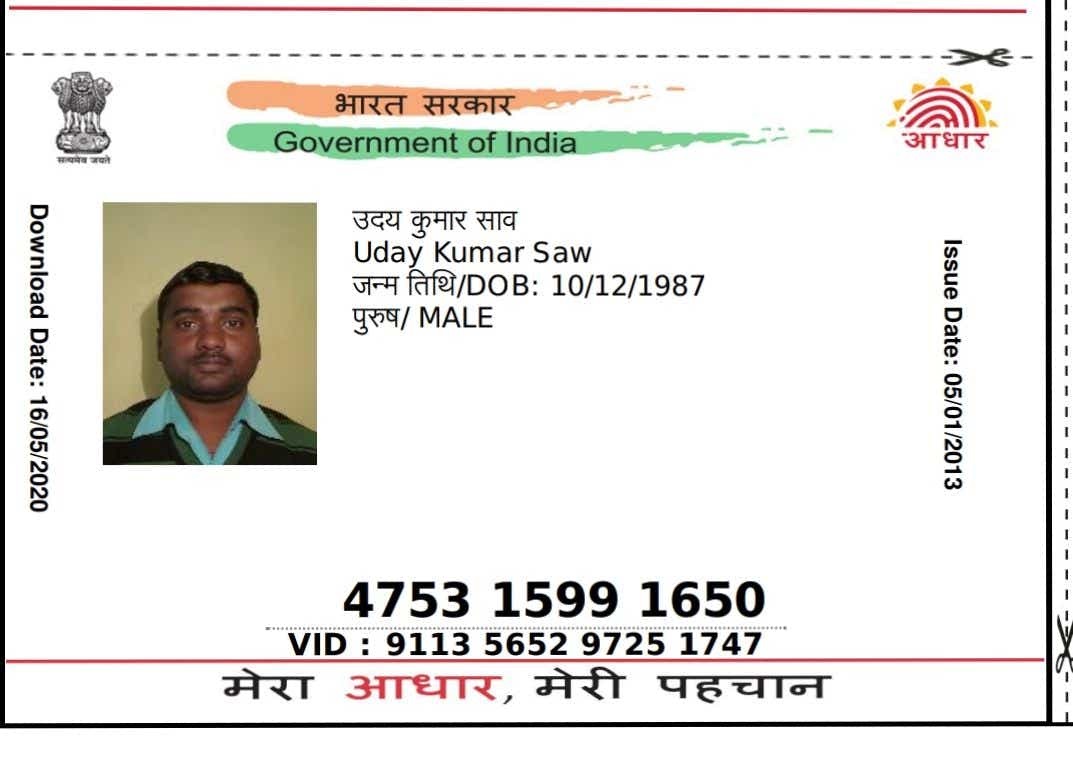 भारत सरकार
Government of India
सत्यमेव जयते
आधार
Download Date: 16/05/2020
उदय कुमार साव
Uday Kumar Saw
जन्म तिथि/DOB: 10/12/1987
पुरुष/ MALE
Issue Date: 05/01/2013
4753 1599 1650
VID : 9113 5652 9725 1747
मेरा आधार, मेरी पहचान